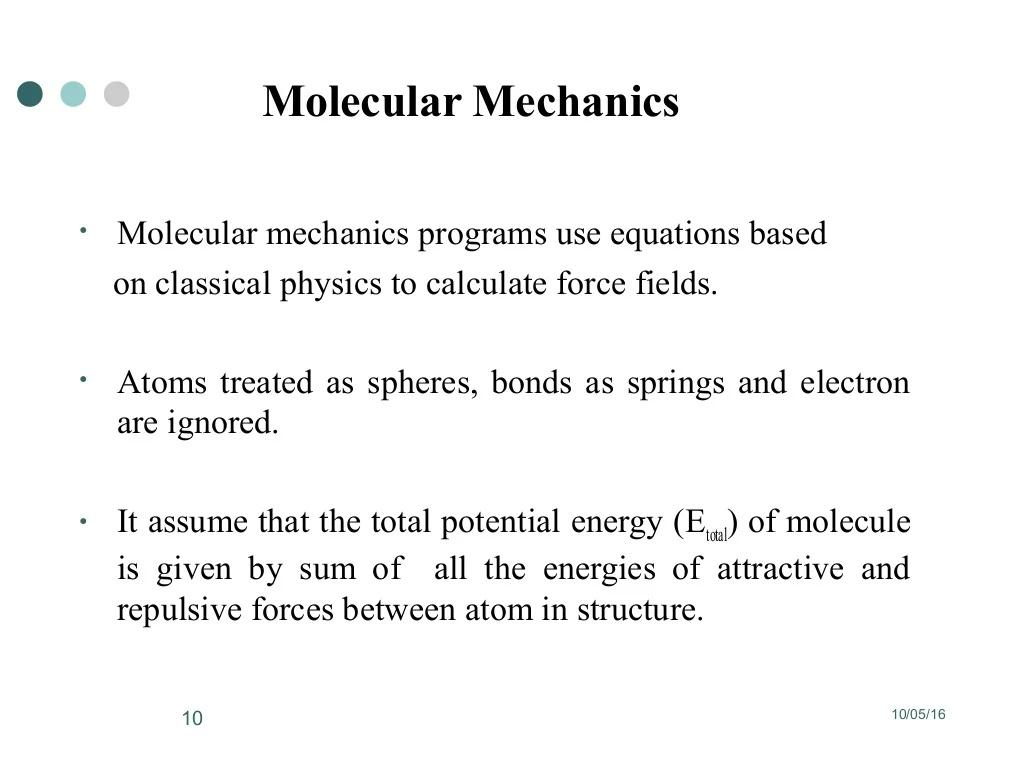 Molecular Mechanics
• Molecular mechanics programs use equations based
on classical physics to calculate force fields.
• Atoms treated as spheres, bonds as springs and electron
are ignored.
• It assume that the total potential energy (Etotal) of molecule
is given by sum of all the energies of attractive and
repulsive forces between atom in structure.
10
10/05/16